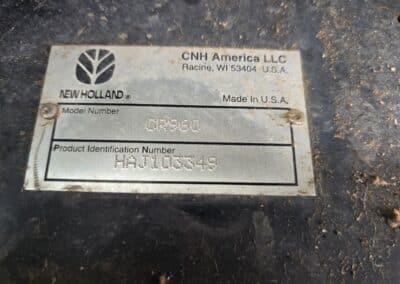 CNH America LLC
Racine, WI 53404 U.S.A.
NEW HOLLAND®
Made in U.S.A.
Model Number
CR960
Product Identification Number
HAJ103349